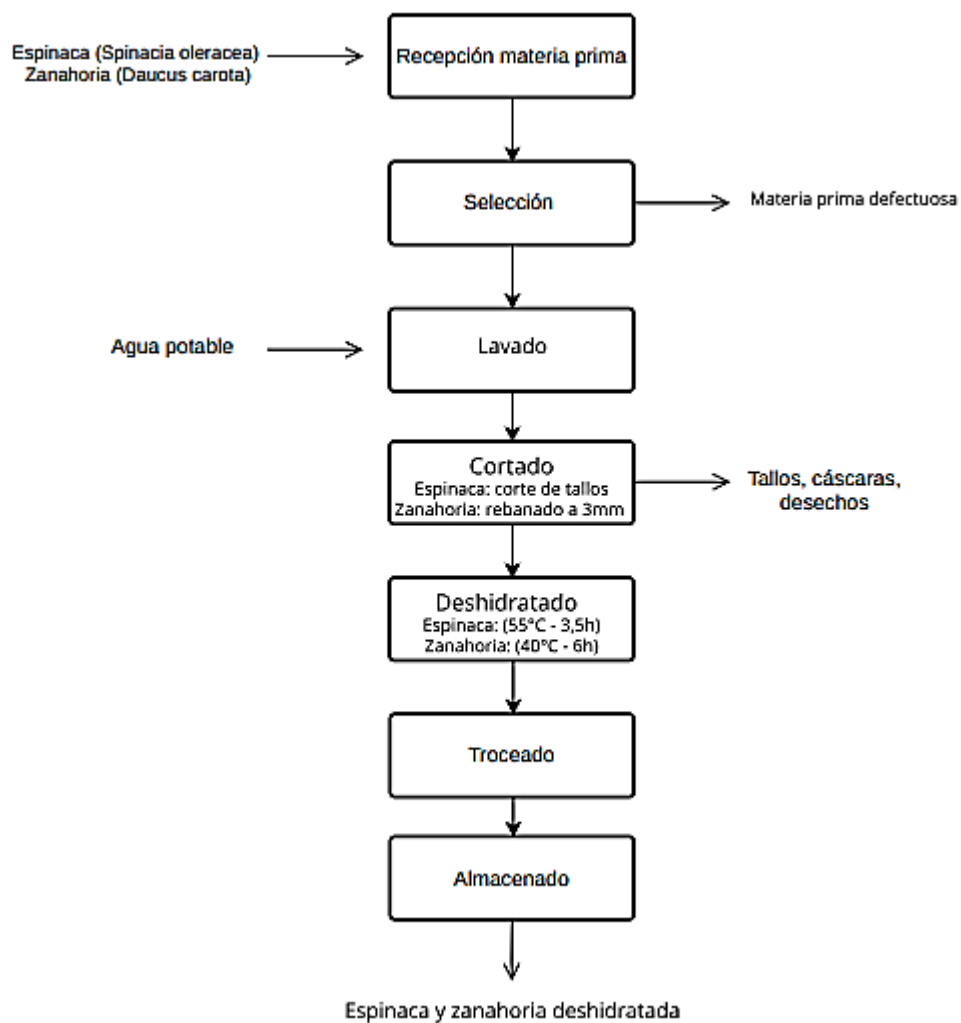 Espinaca (Spinacia oleracea)
Zanahoria (Daucus carota)
Recepción materia prima
Selección
Materia prima defectuosa
Agua potable
Lavado
Cortado
Espinaca: corte de tallos
Zanahoria: rebanado a 3mm
Tallos, cáscaras,
desechos
Deshidratado
Espinaca: (55°C - 3,5h)
Zanahoria: (40°C - 6h)
Troceado
Almacenado
Espinaca y zanahoria deshidratada